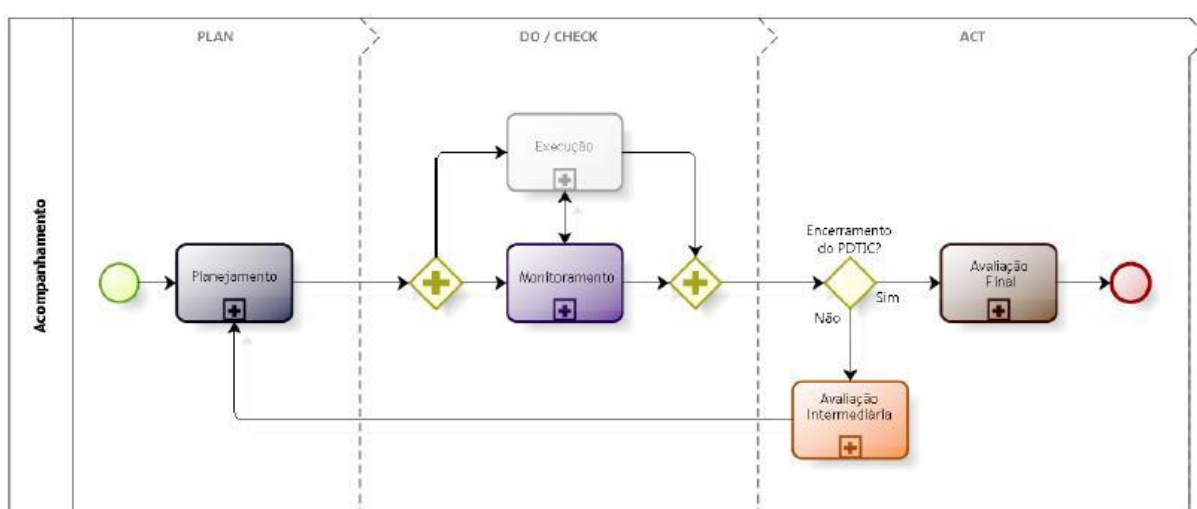 PLAN
DO / CHECK
ACT
Acompanhamento
Planejamento
Execução
Monitoramento
Encerramento
do PDTIC?
Sim
Não
Avaliação
Final
Avaliação
Intermediária